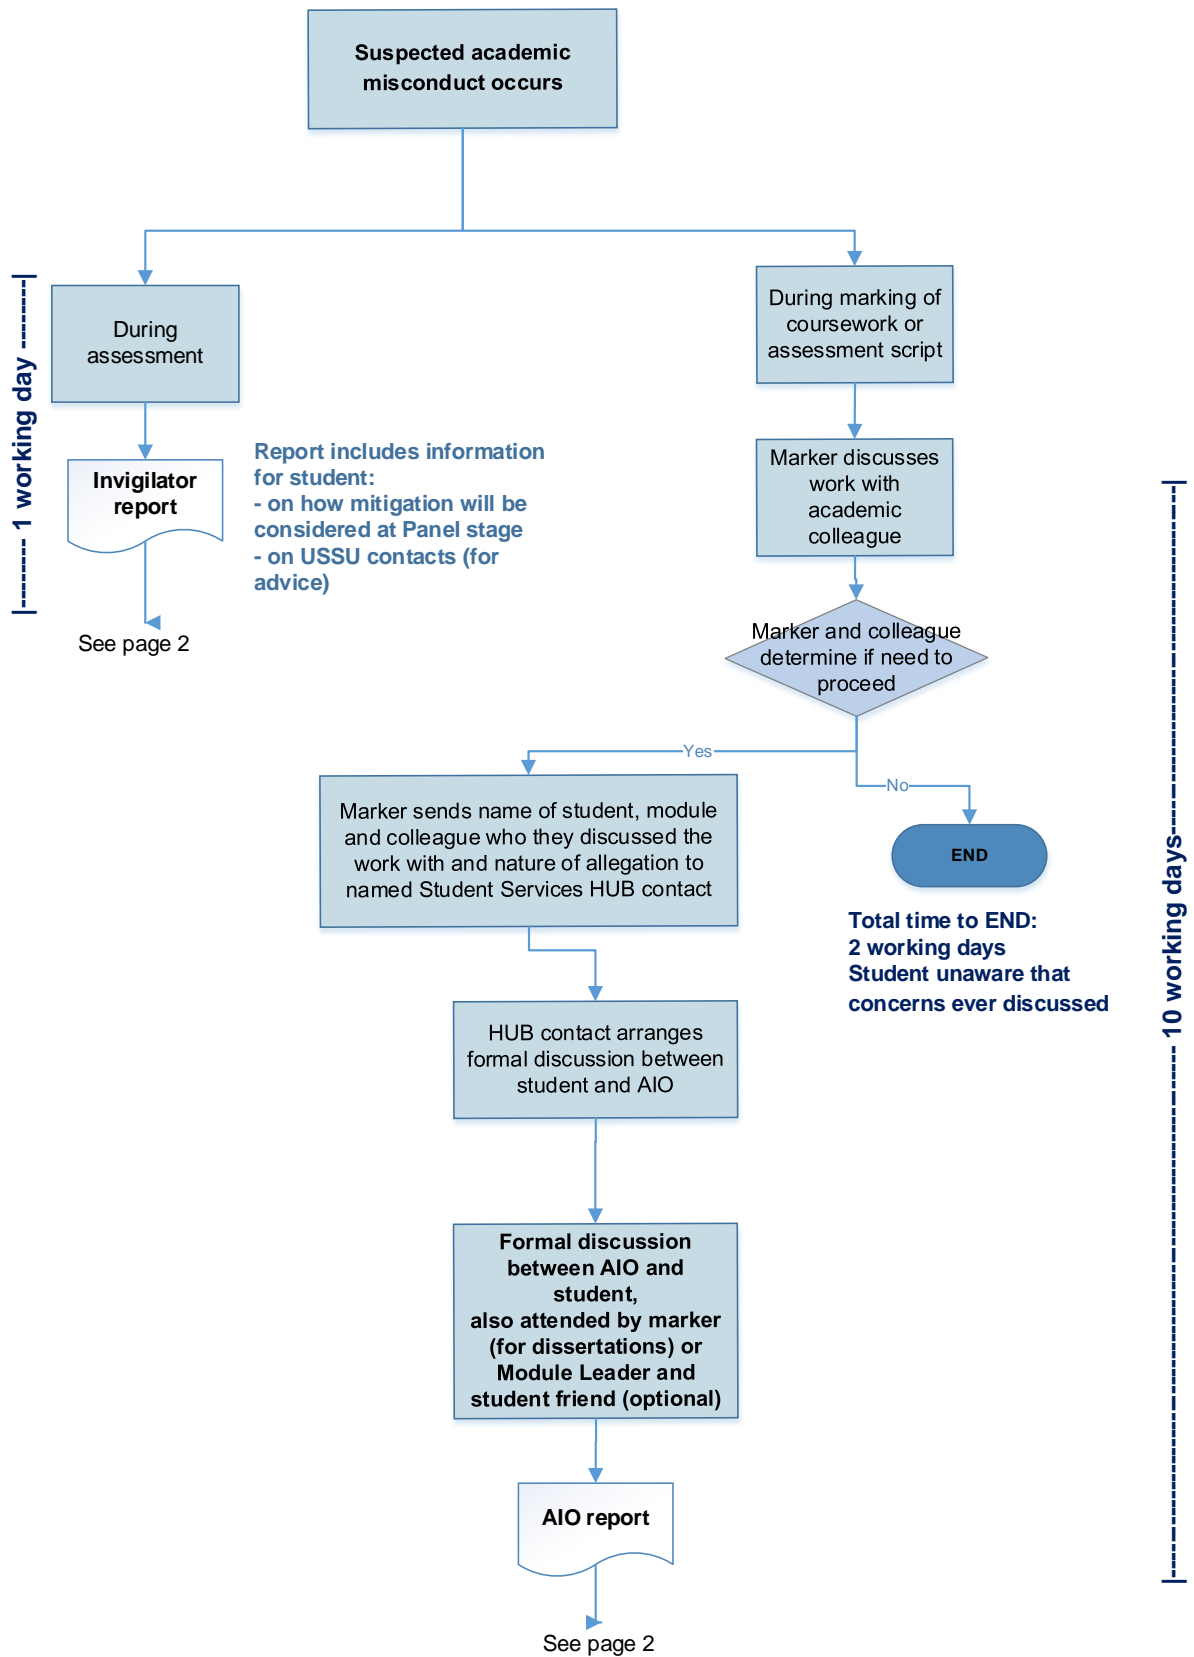 Suspected academic
misconduct occurs
During
assessment
During marking of
coursework or
assessment script
1 working day
Invigilator
report
Report includes information
for student:
- on how mitigation will be
considered at Panel stage
- on USSU contacts (for
advice)
See page 2
Marker discusses
work with
academic
colleague
Marker and colleague
determine if need to
proceed
Yes
No
Marker sends name of student, module
and colleague who they discussed the
work with and nature of allegation to
named Student Services HUB contact
END
Total time to END:
2 working days
Student unaware that
concerns ever discussed
10 working days
HUB contact arranges
formal discussion between
student and AIO
Formal discussion
between AIO and
student,
also attended by marker
(for dissertations) or
Module Leader and
student friend (optional)
AIO report
See page 2